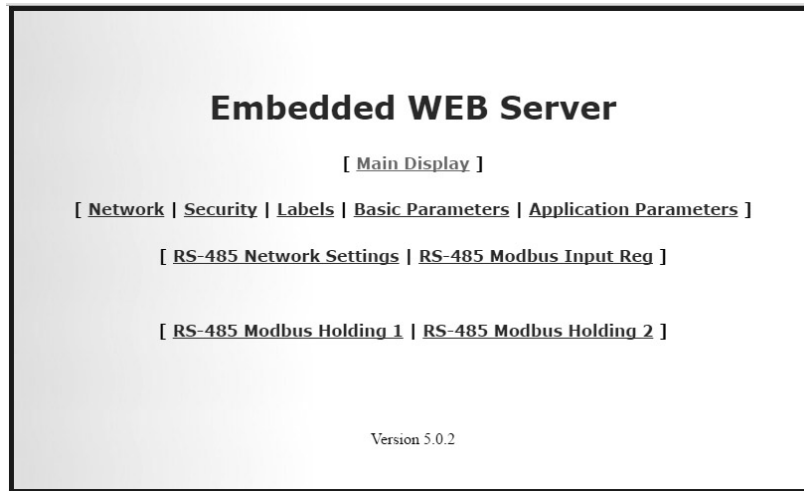 Embedded WEB Server
[ Main Display ]
[ Network | Security | Labels | Basic Parameters | Application Parameters ]
[ RS-485 Network Settings | RS-485 Modbus Input Reg ]
[ RS-485 Modbus Holding 1 | RS-485 Modbus Holding 2 ]
Version 5.0.2